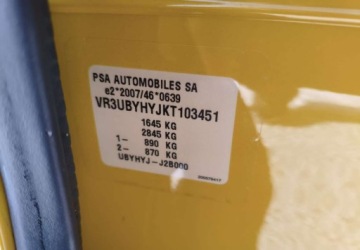 PSA AUTOMOBILES SA
e2*2007/46*0639
VR3UBYHYJKT103451
1645 KG
2845 KG
1- 890 KG
2- 870 KG
UBYHYJ-J2B000